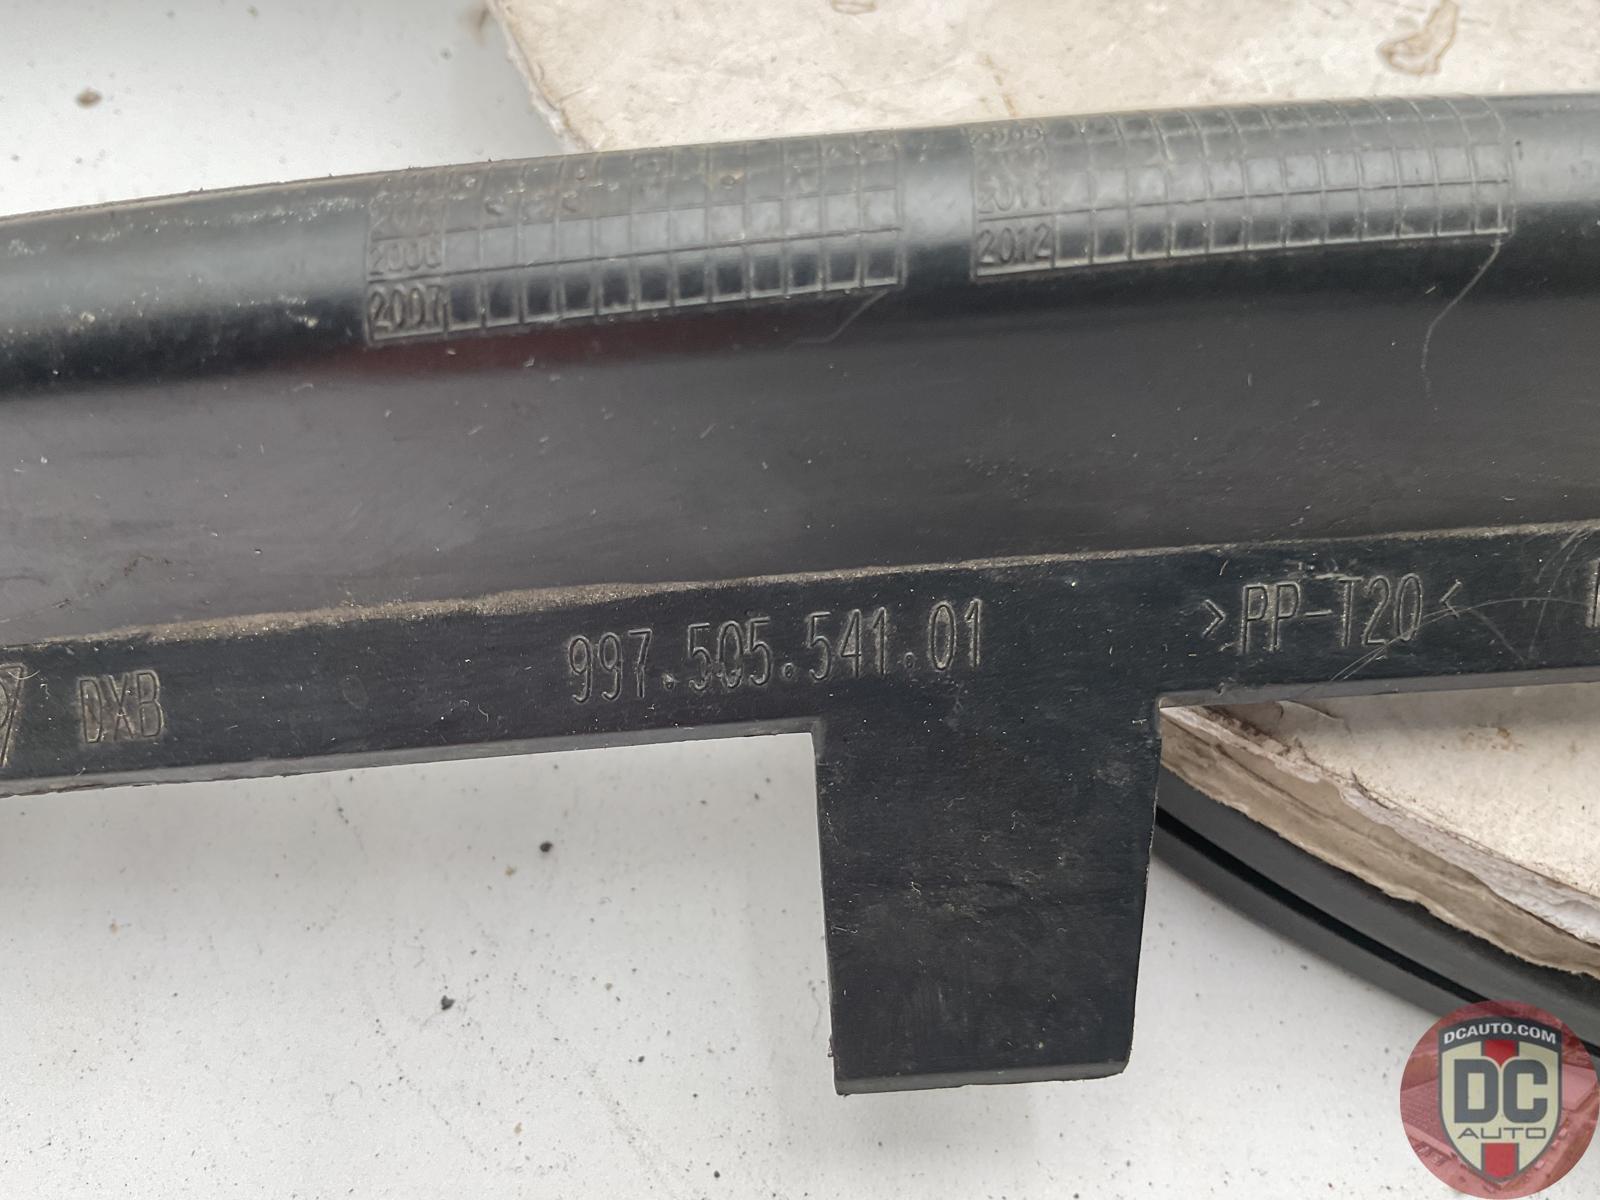 2006
2007
2011
2012
DXB
997.505.541.01
>PP-T20<
DCAUTO.COM
DC
AUTO